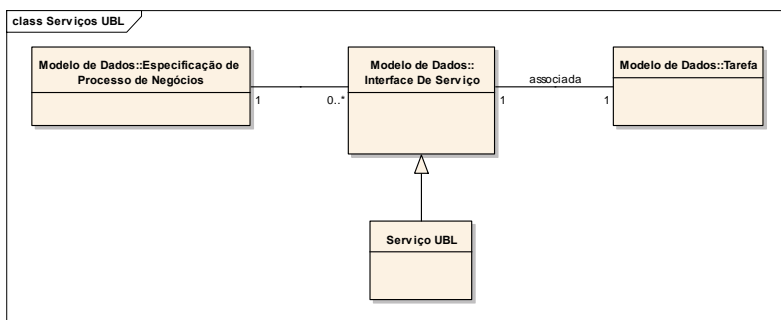 class Serviços UBL
Modelo de Dados::Especificação de
Processo de Negócios
Modelo de Dados::
Interface De Serviço
Modelo de Dados::Tarefa
associada
1
0..*
1
1
Serviço UBL